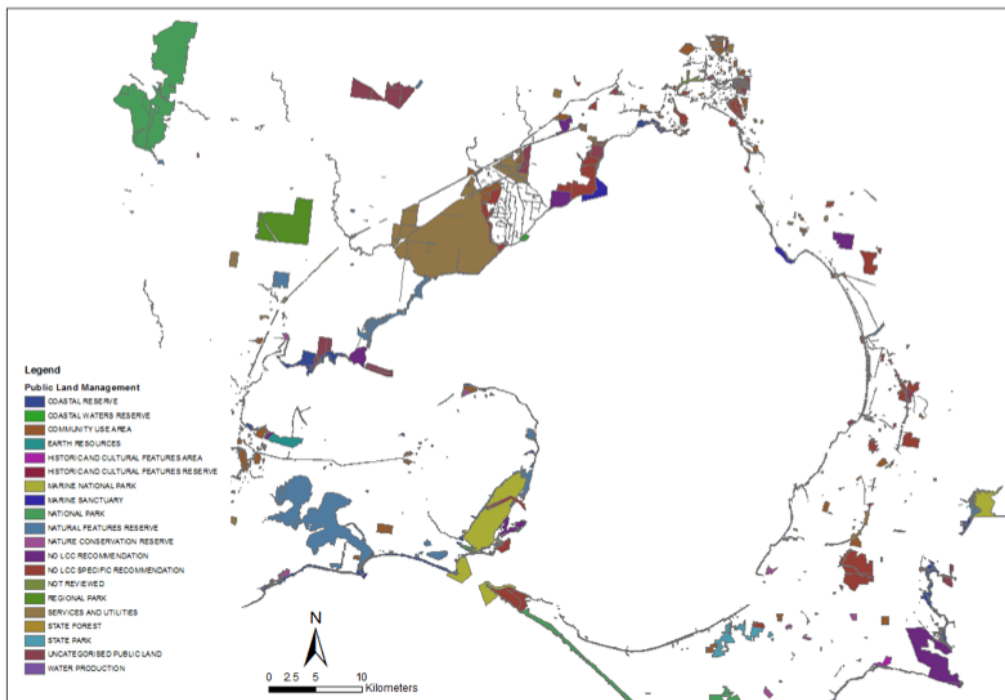 Legend
Public Land Management
COASTAL RESERVE
COASTAL WATERS RESERVE
COMMUNITY USE AREA
EARTH RESOURCES
HISTORIC AND CULTURAL FEATURES AREA
HISTORIC AND CULTURAL FEATURES RESERVE
MARINE NATIONAL PARK
MARINE SANCTUARY
NATIONAL PARK
NATURAL FEATURES RESERVE
NATURE CONSERVATION RESERVE
NO LCC RECOMMENDATION
NO LCC SPECIFIC RECOMMENDATION
NOT REVIEWED
REGIONAL PARK
SERVICES AND UTILITIES
STATE FOREST
STATE PARK
UNCATEGORISED PUBLIC LAND
WATER PRODUCTION
N
0 2.5 5 10
Kilometers